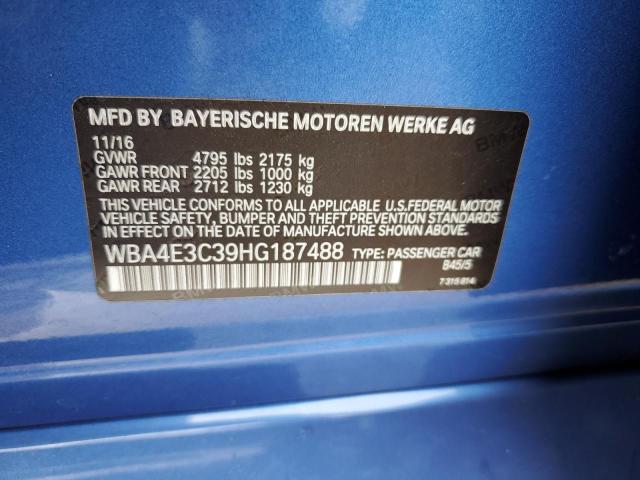 MFD BY BAYERISCHE MOTOREN WERKE AG
11/16
GVWR 4795 lbs 2175 kg
GAWR FRONT 2205 lbs 1000 kg
GAWR REAR 2712 lbs 1230 kg
THIS VEHICLE CONFORMS TO ALL APPLICABLE U.S.FEDERAL MOTOR
VEHICLE SAFETY, BUMPER AND THEFT PREVENTION STANDARDS
IN EFFECT ON THE DATE OF MANUFACTURE SHOWN ABOVE.
WBA4E3C39HG187488 TYPE: PASSENGER CAR
B45/5
7315814